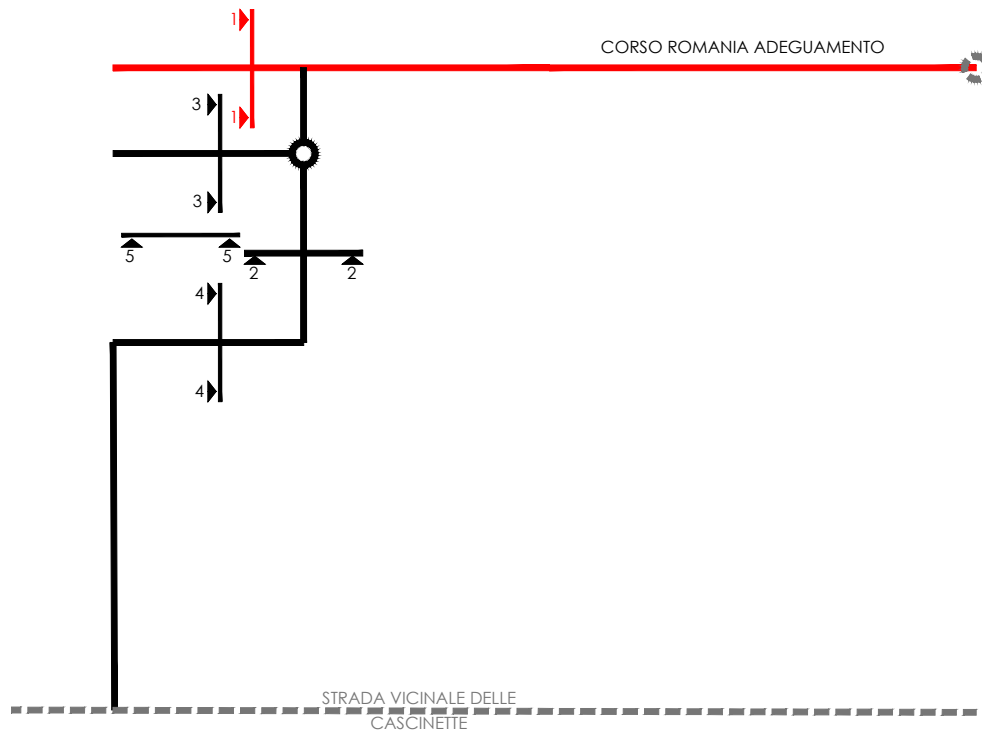 1
CORSO ROMANIA ADEGUAMENTO
3
1
3
5 5
2 2
4
4
STRADA VICINALE DELLE
CASCINETTE